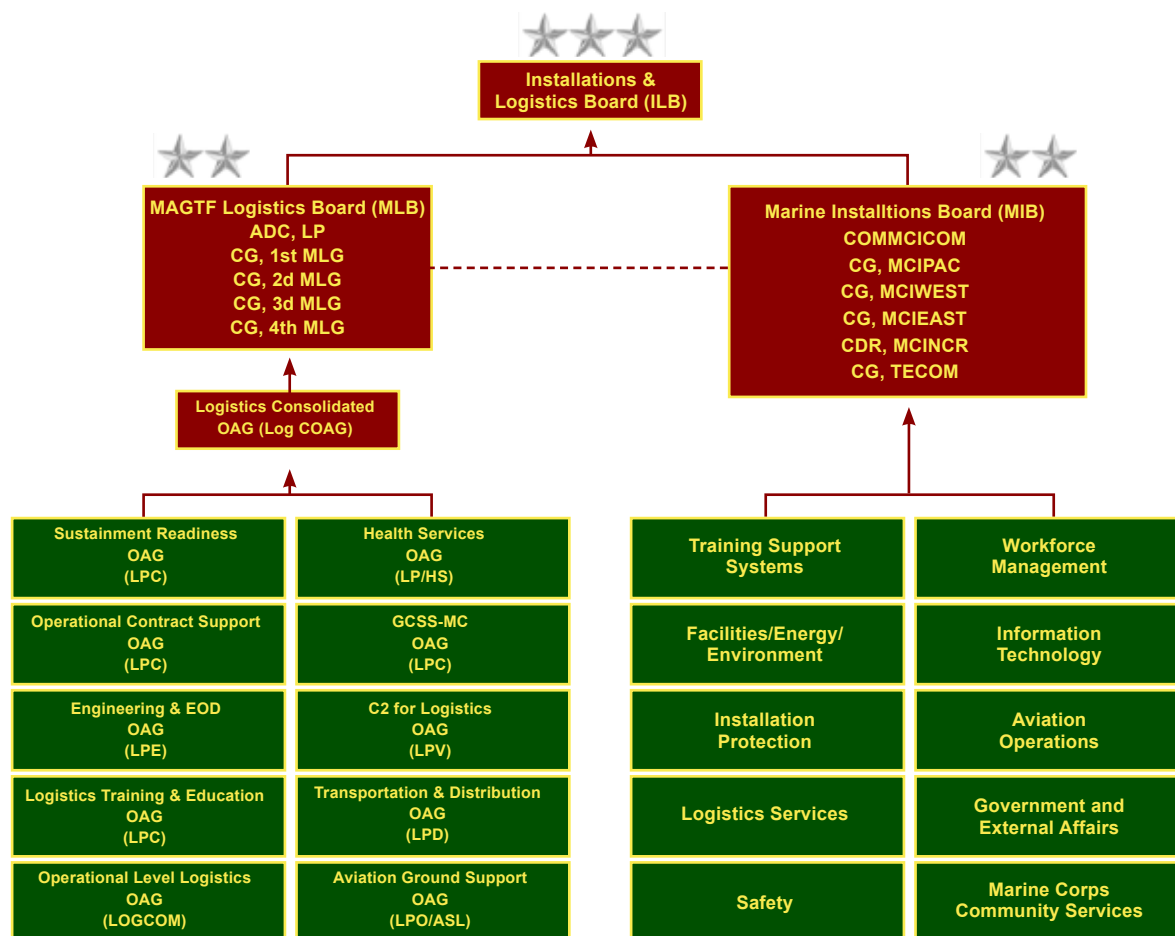 Installations &
Logistics Board (ILB)
MAGTF Logistics Board (MLB)
ADC, LP
CG, 1st MLG
CG, 2d MLG
CG, 3d MLG
CG, 4th MLG
Marine Installtions Board (MIB)
COMMCICOM
CG, MCIPAC
CG, MCIWEST
CG, MCIEAST
CDR, MCINCR
CG, TECOM
Logistics Consolidated
OAG (Log COAG)
Sustainment Readiness
OAG
(LPC)
Health Services
OAG
(LP/HS)
Operational Contract Support
OAG
(LPC)
GCSS-MC
OAG
(LPC)
Engineering & EOD
OAG
(LPE)
C2 for Logistics
OAG
(LPV)
Logistics Training & Education
OAG
(LPC)
Transportation & Distribution
OAG
(LPD)
Operational Level Logistics
OAG
(LOGCOM)
Aviation Ground Support
OAG
(LPO/ASL)
Training Support
Systems
Workforce
Management
Facilities/Energy/
Environment
Information
Technology
Installation
Protection
Aviation
Operations
Logistics Services
Government and
External Affairs
Safety
Marine Corps
Community Services